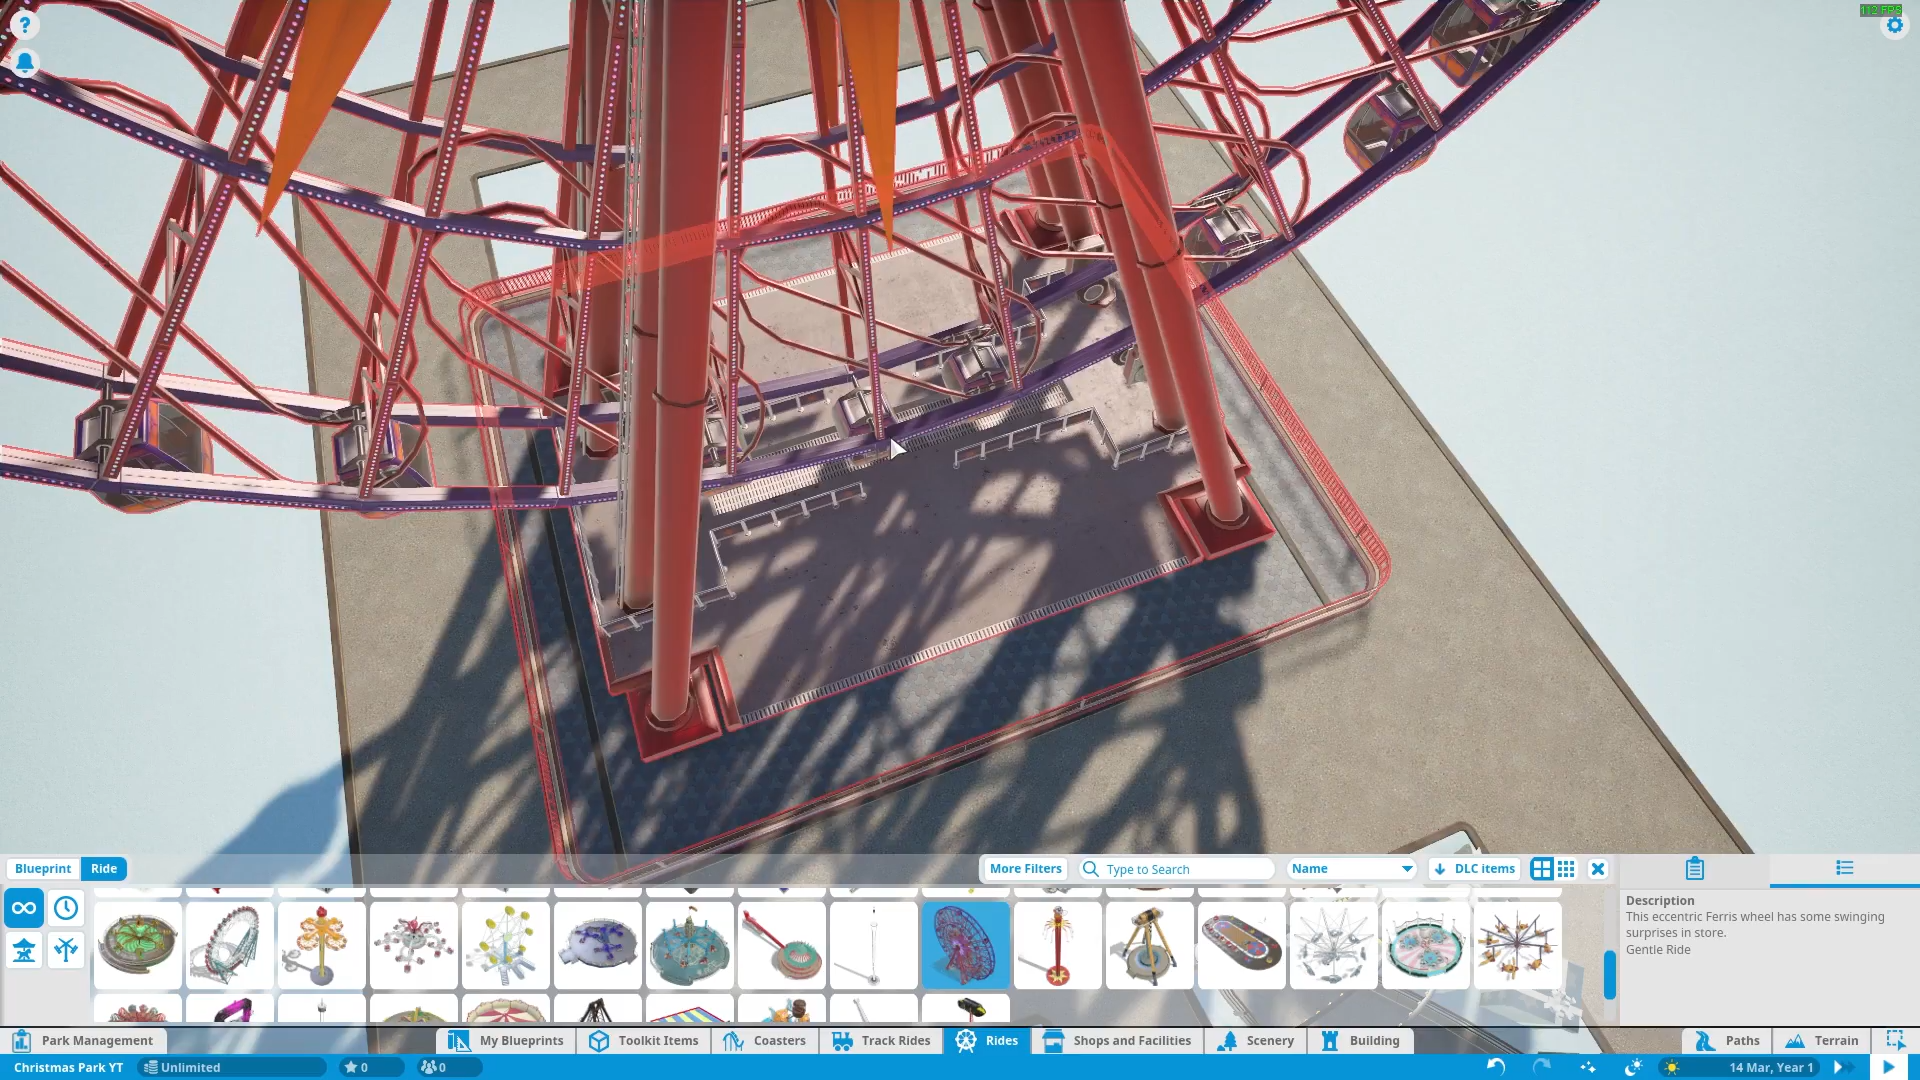 112 FPS
?
Blueprint
Ride
More Filters
Type to Search
Name
DLC items
Description
This eccentric Ferris wheel has some swinging
surprises in store.
Gentle Ride
Park Management
My Blueprints
Toolkit Items
Coasters
Track Rides
Rides
Shops and Facilities
Scenery
Building
Paths
Terrain
Christmas Park YT
Unlimited
0
0
14 Mar, Year 1